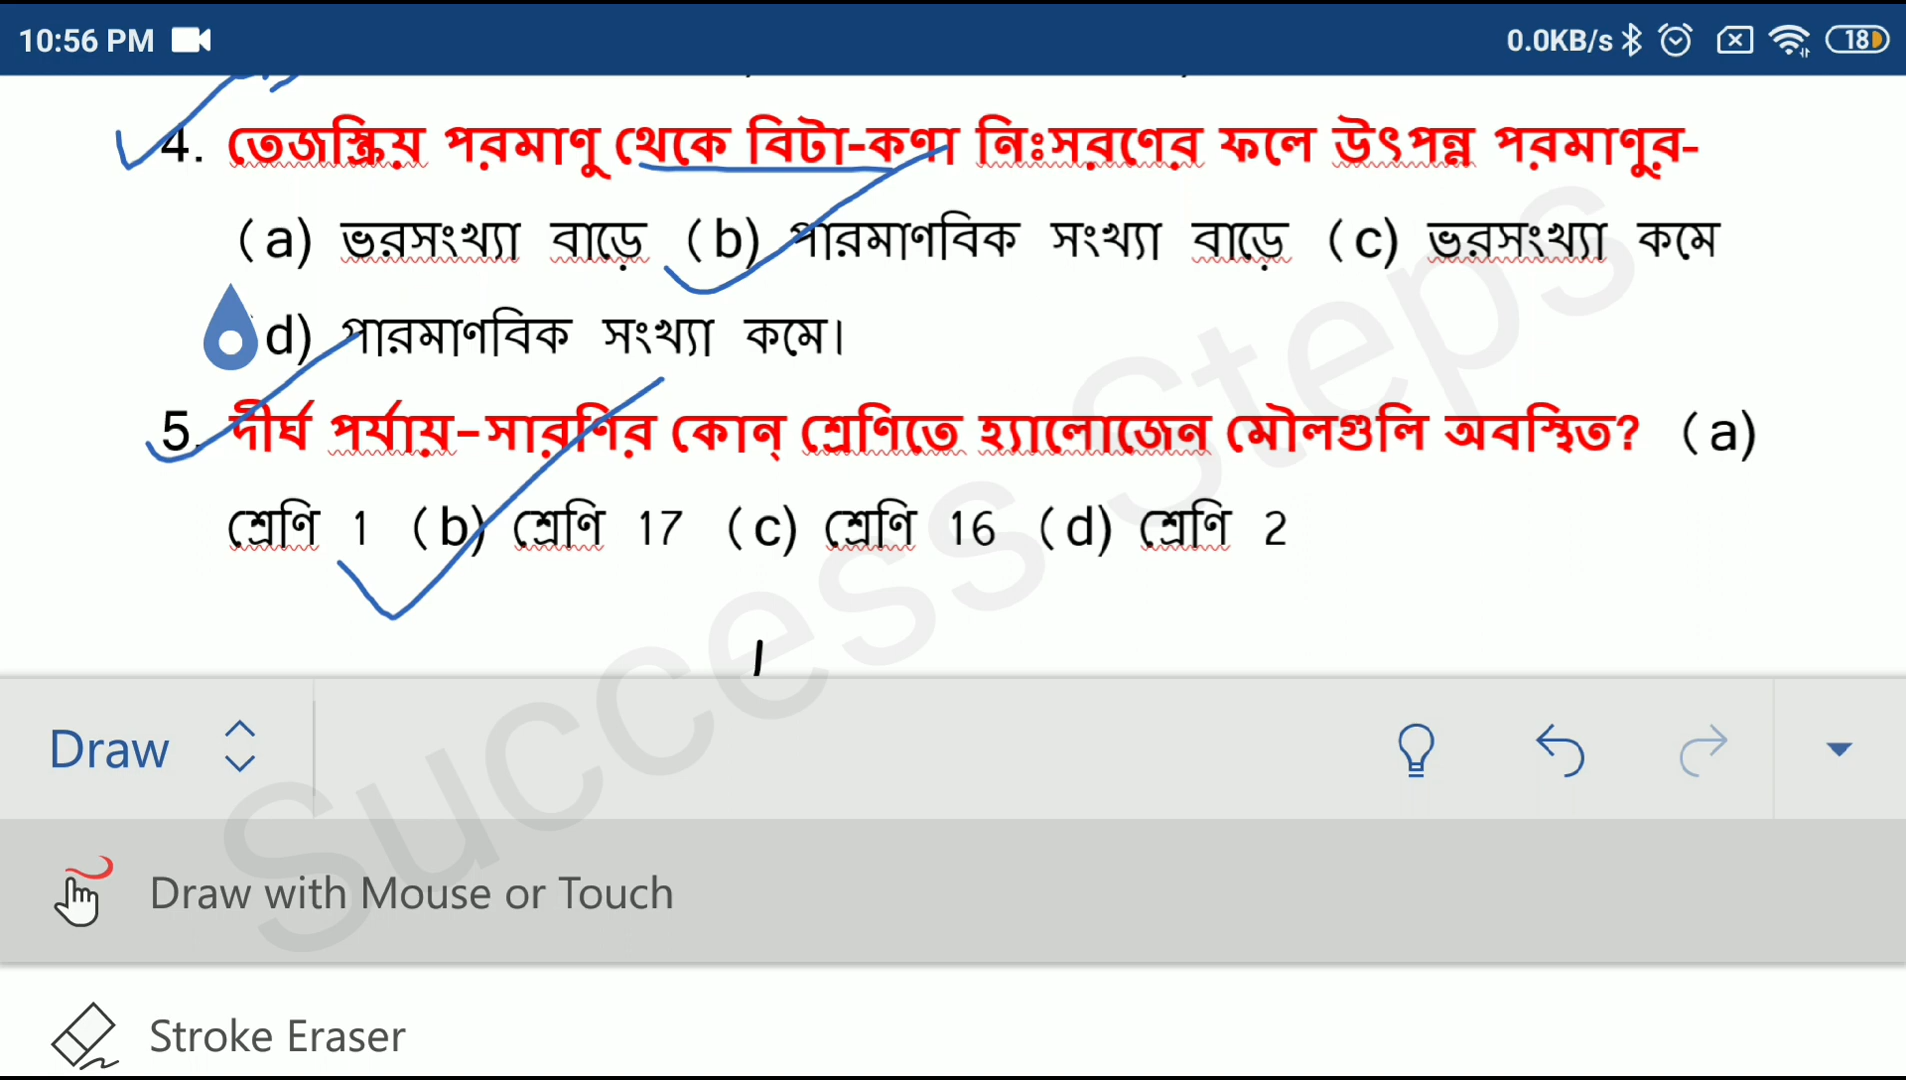 10:56 PM 0.0KB/s 18
4. তেজস্ক্রিয় পরমাণু থেকে বিটা-কণা নিঃসরণের ফলে উৎপন্ন পরমাণুর-
(a) ভরসংখ্যা বাড়ে (b) পারমাণবিক সংখ্যা বাড়ে (c) ভরসংখ্যা কমে
(d) পারমাণবিক সংখ্যা কমে।
5. দীর্ঘ পর্যায়-সারণির কোন্ শ্রেণিতে হ্যালোজেন মৌলগুলি অবস্থিত? (a)
শ্রেণি 1 (b) শ্রেণি 17 (c) শ্রেণি 16 (d) শ্রেণি 2
Success Steps
Draw
Draw with Mouse or Touch
Stroke Eraser